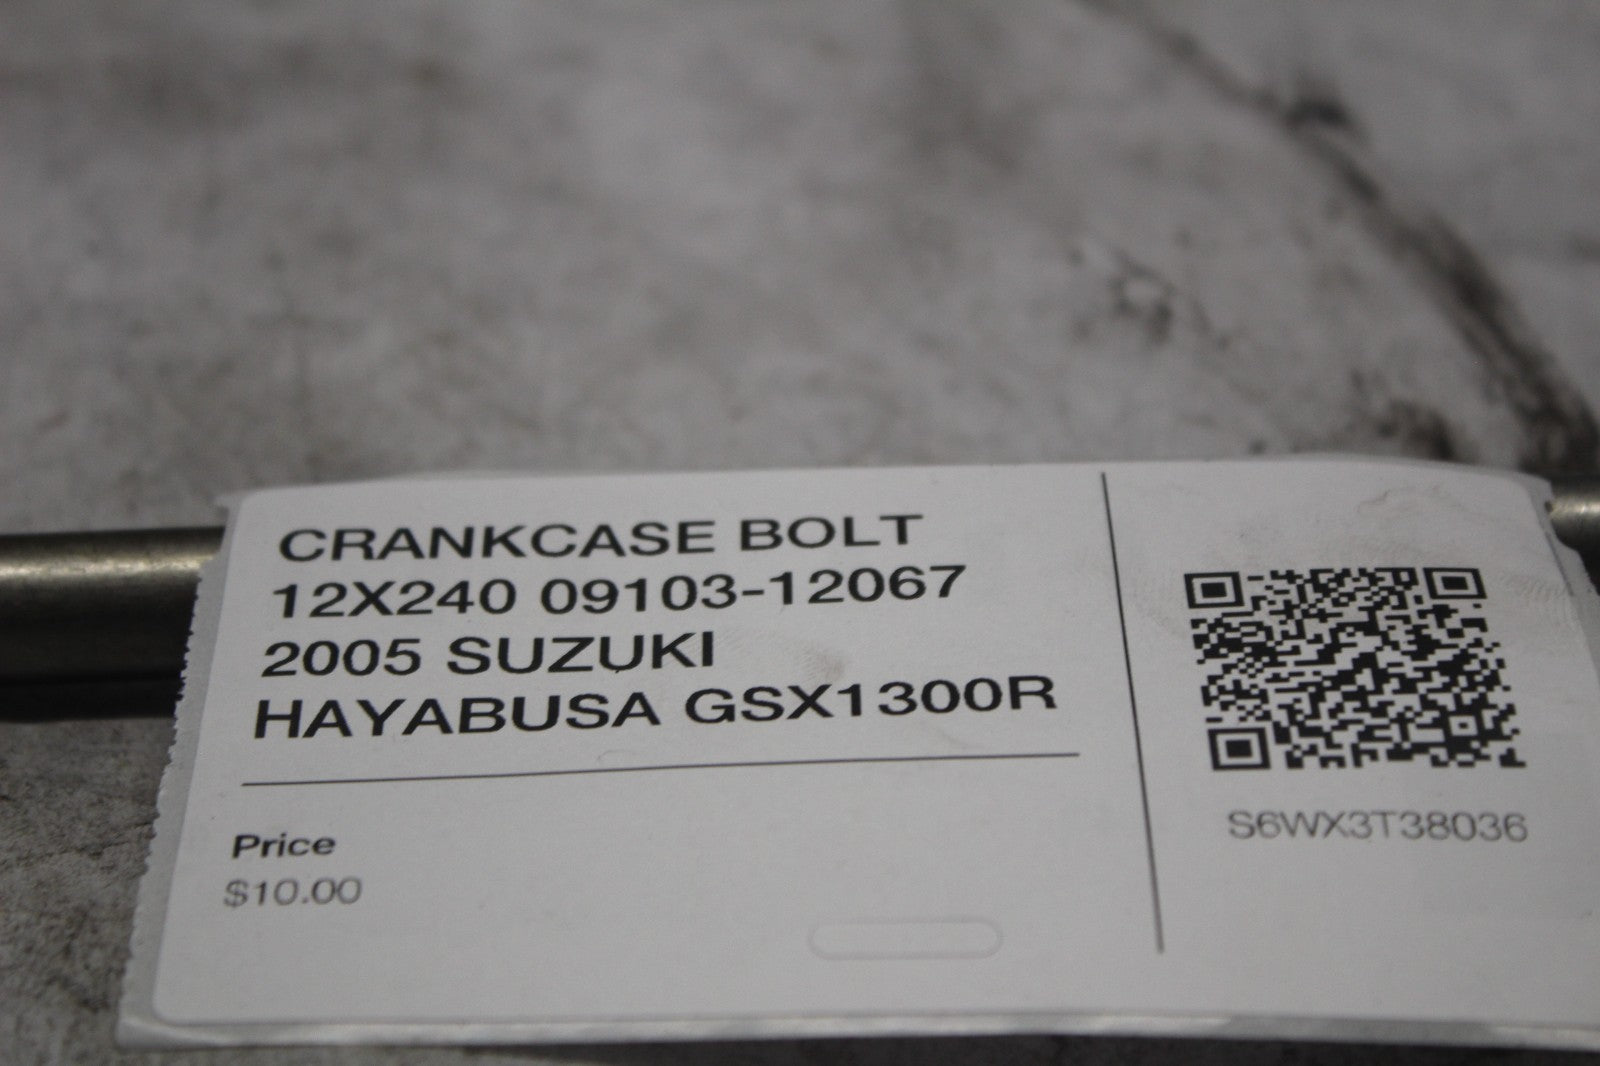 CRANKCASE BOLT
12X240 09103-12067
2005 SUZUKI
HAYABUSA GSX1300R
Price
$10.00
S6WX3T38036